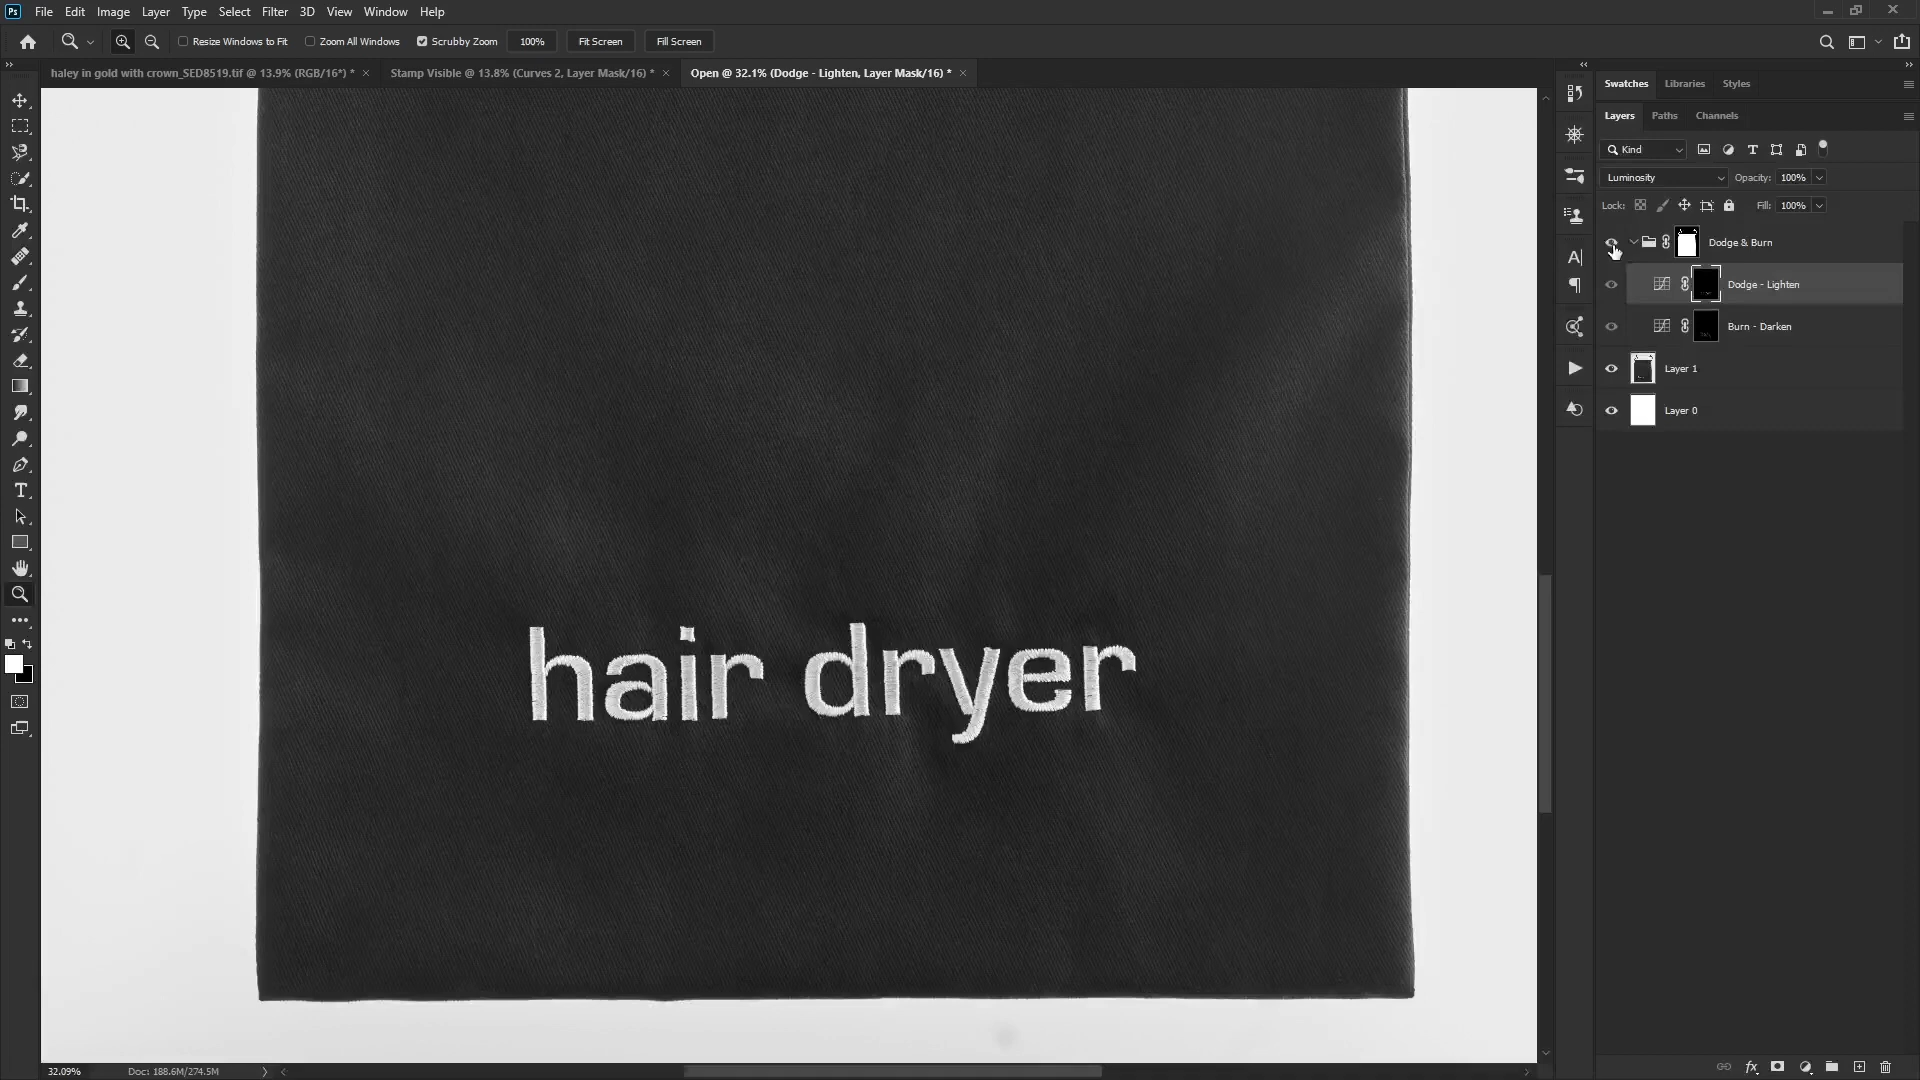 Ps File Edit Image Layer Type Select Filter 3D View Window Help
Resize Windows to Fit Zoom All Windows Scrubby Zoom 100% Fit Screen Fill Screen
haley in gold with crown_SED8519.tif @ 13.9% (RGB/16*) * × Stamp Visible @ 13.8% (Curves 2, Layer Mask/16) * × Open @ 32.1% (Dodge - Lighten, Layer Mask/16) * ×
Swatches Libraries Styles
Layers Paths Channels
Kind
Luminosity Opacity: 100%
Lock: Fill: 100%
Dodge & Burn
Dodge - Lighten
Burn - Darken
Layer 1
Layer 0
hair dryer
32.09% Doc: 188.6M/274.5M